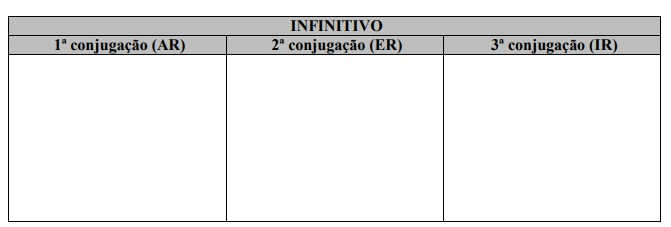 INFINITIVO
1ª conjugação (AR) 2ª conjugação (ER) 3ª conjugação (IR)